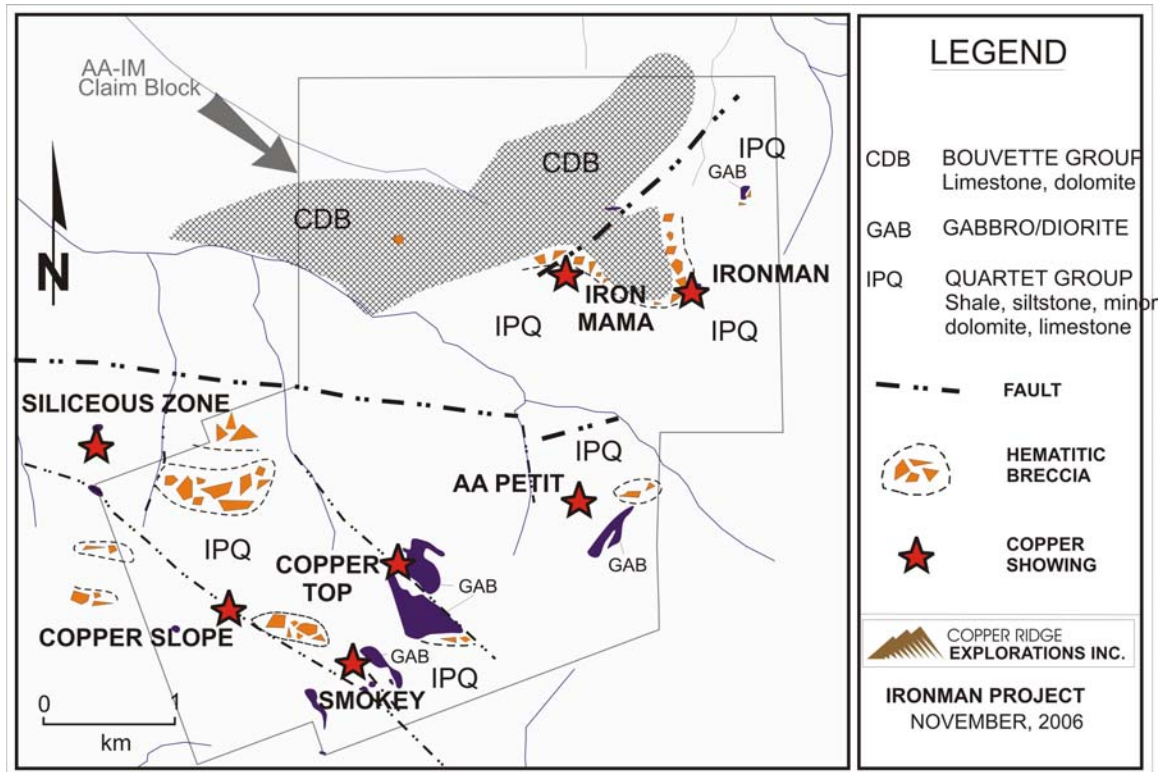 AA-IM
Claim Block
N
CDB
CDB
IPQ
GAB
IRON
MAMA
IRONMAN
IPQ
IPQ
SILICEOUS ZONE
IPQ
AA PETIT
IPQ
COPPER
TOP
GAB
GAB
COPPER SLOPE
GAB
IPQ
SMOKEY
0 1
km
LEGEND
CDB BOUVETTE GROUP
Limestone, dolomite
GAB GABBRO/DIORITE
IPQ QUARTET GROUP
Shale, siltstone, minor
dolomite, limestone
FAULT
HEMATITIC
BRECCIA
COPPER
SHOWING
COPPER RIDGE
EXPLORATIONS INC.
IRONMAN PROJECT
NOVEMBER, 2006